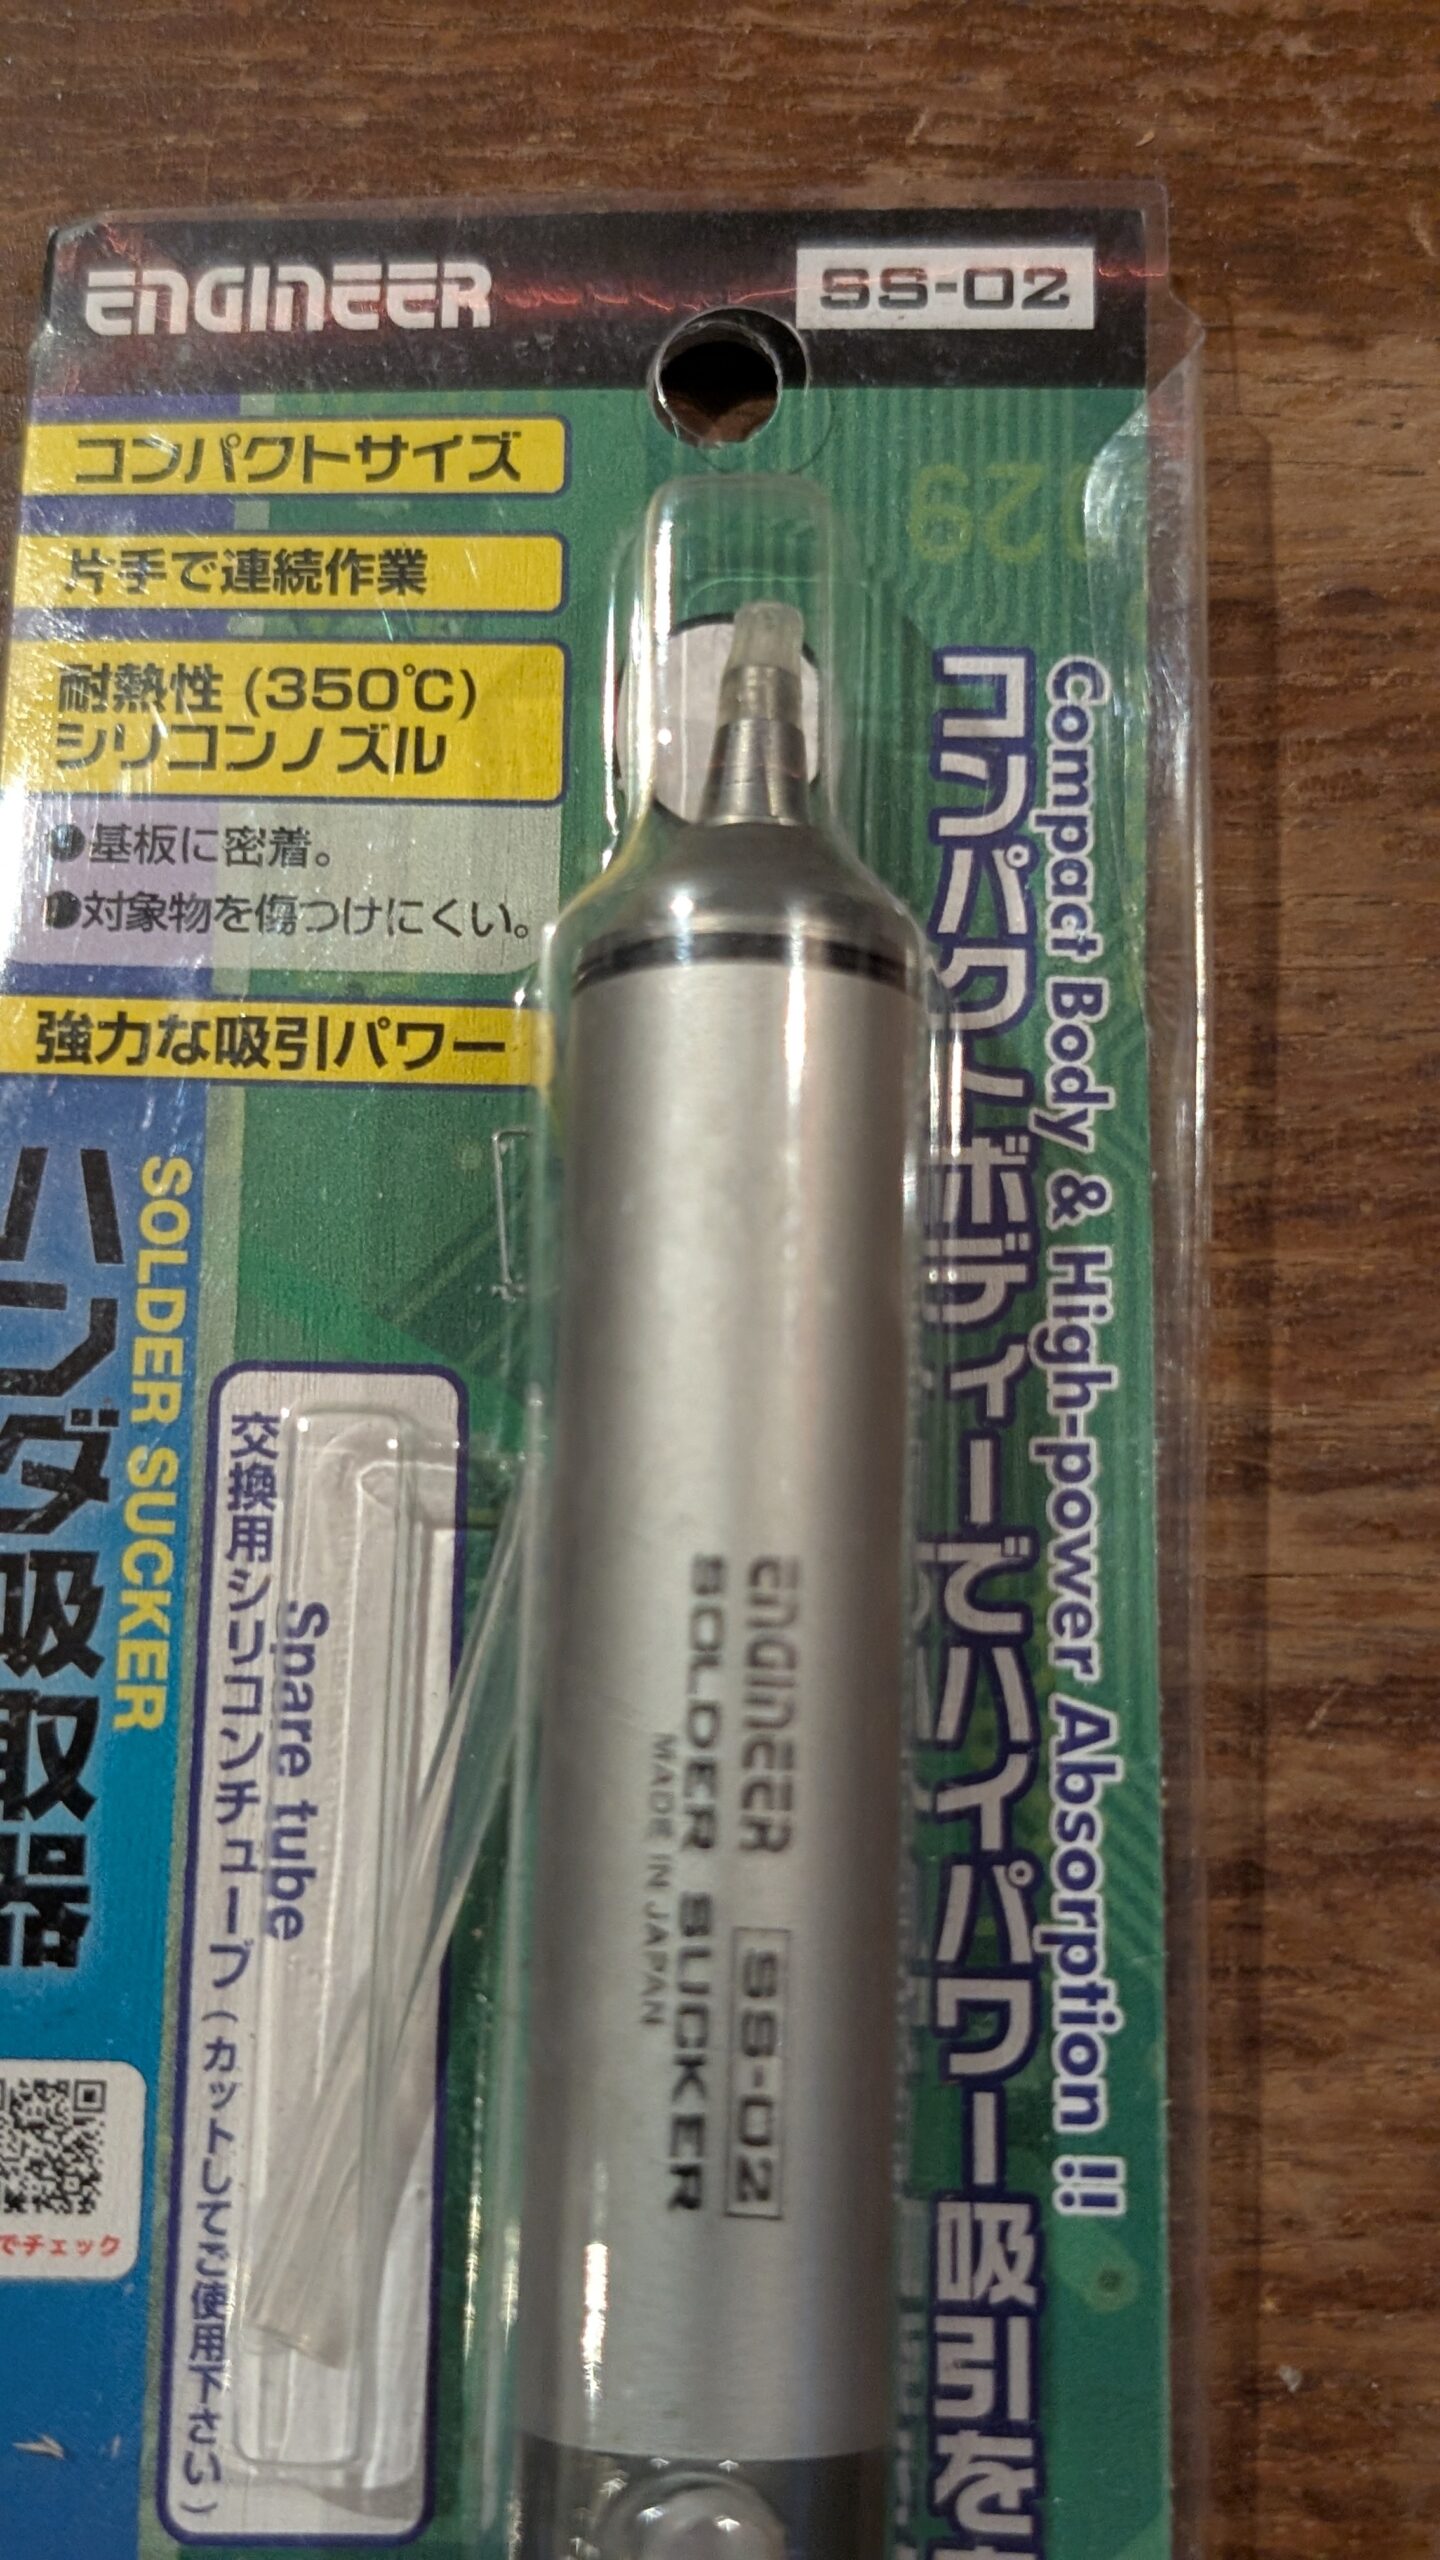 ENGINEER
SS-02
コンパクトサイズ
片手で連続作業
耐熱性 (350℃)
シリコンノズル
●基板に密着。
●対象物を傷つけにくい。
強力な吸引パワー
ハンダ吸取器
SOLDER SUCKER
交換用シリコンチューブ (カットしてご使用下さい)
Spare tube
でチェック
ENGINEER SS-02
SOLDER SUCKER
MADE IN JAPAN
Compact Body & High-power Absorption !!
コンパクトボディーでハイパワー吸引を
029